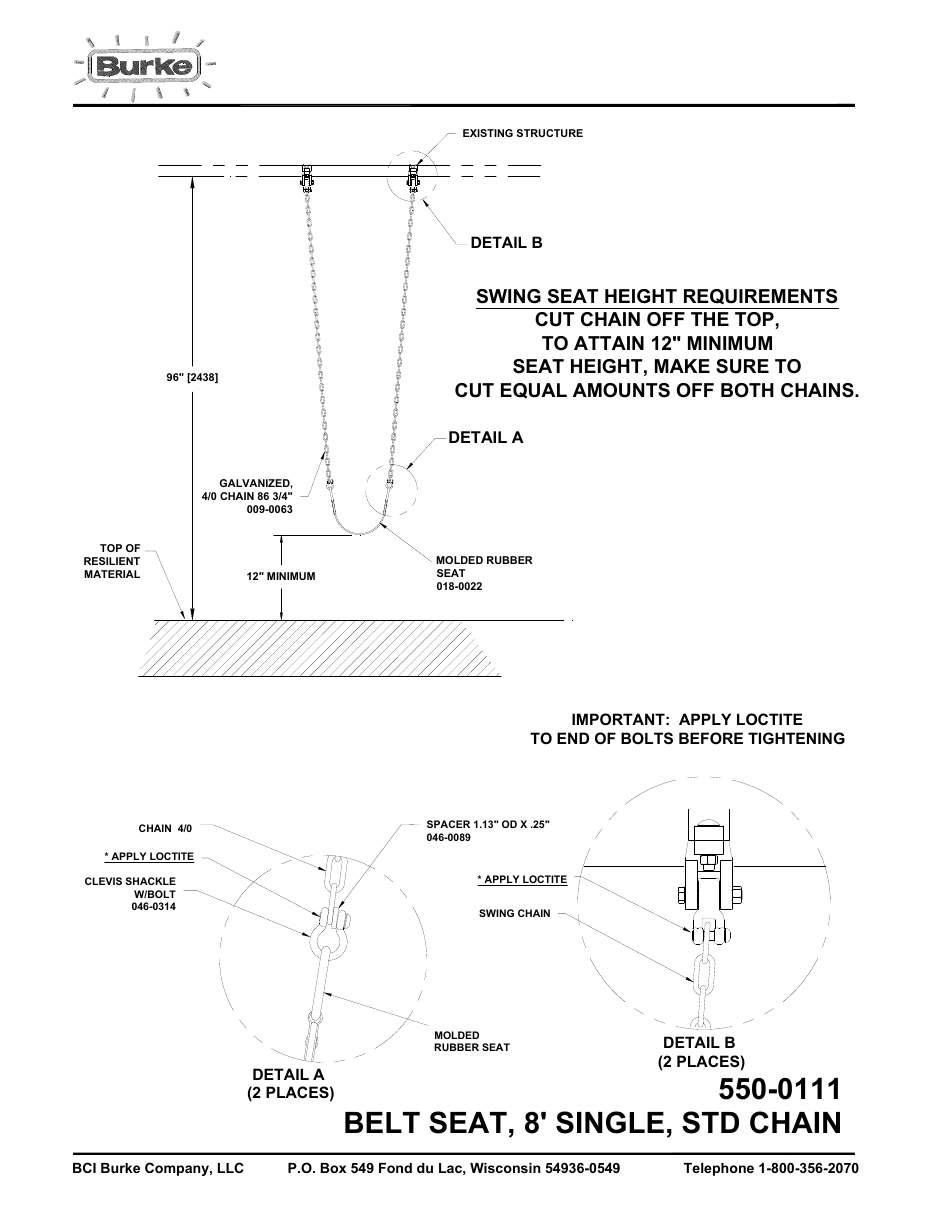 Burke
EXISTING STRUCTURE
DETAIL B
SWING SEAT HEIGHT REQUIREMENTS
CUT CHAIN OFF THE TOP,
TO ATTAIN 12" MINIMUM
SEAT HEIGHT, MAKE SURE TO
CUT EQUAL AMOUNTS OFF BOTH CHAINS.
96" [2438]
DETAIL A
GALVANIZED,
4/0 CHAIN 86 3/4"
009-0063
TOP OF
RESILIENT
MATERIAL
12" MINIMUM
MOLDED RUBBER
SEAT
018-0022
IMPORTANT: APPLY LOCTITE
TO END OF BOLTS BEFORE TIGHTENING
CHAIN 4/0
* APPLY LOCTITE
CLEVIS SHACKLE
W/BOLT
046-0314
SPACER 1.13" OD X .25"
046-0089
* APPLY LOCTITE
SWING CHAIN
MOLDED
RUBBER SEAT
DETAIL A
(2 PLACES)
DETAIL B
(2 PLACES)
550-0111
BELT SEAT, 8' SINGLE, STD CHAIN
BCI Burke Company, LLC P.O. Box 549 Fond du Lac, Wisconsin 54936-0549 Telephone 1-800-356-2070